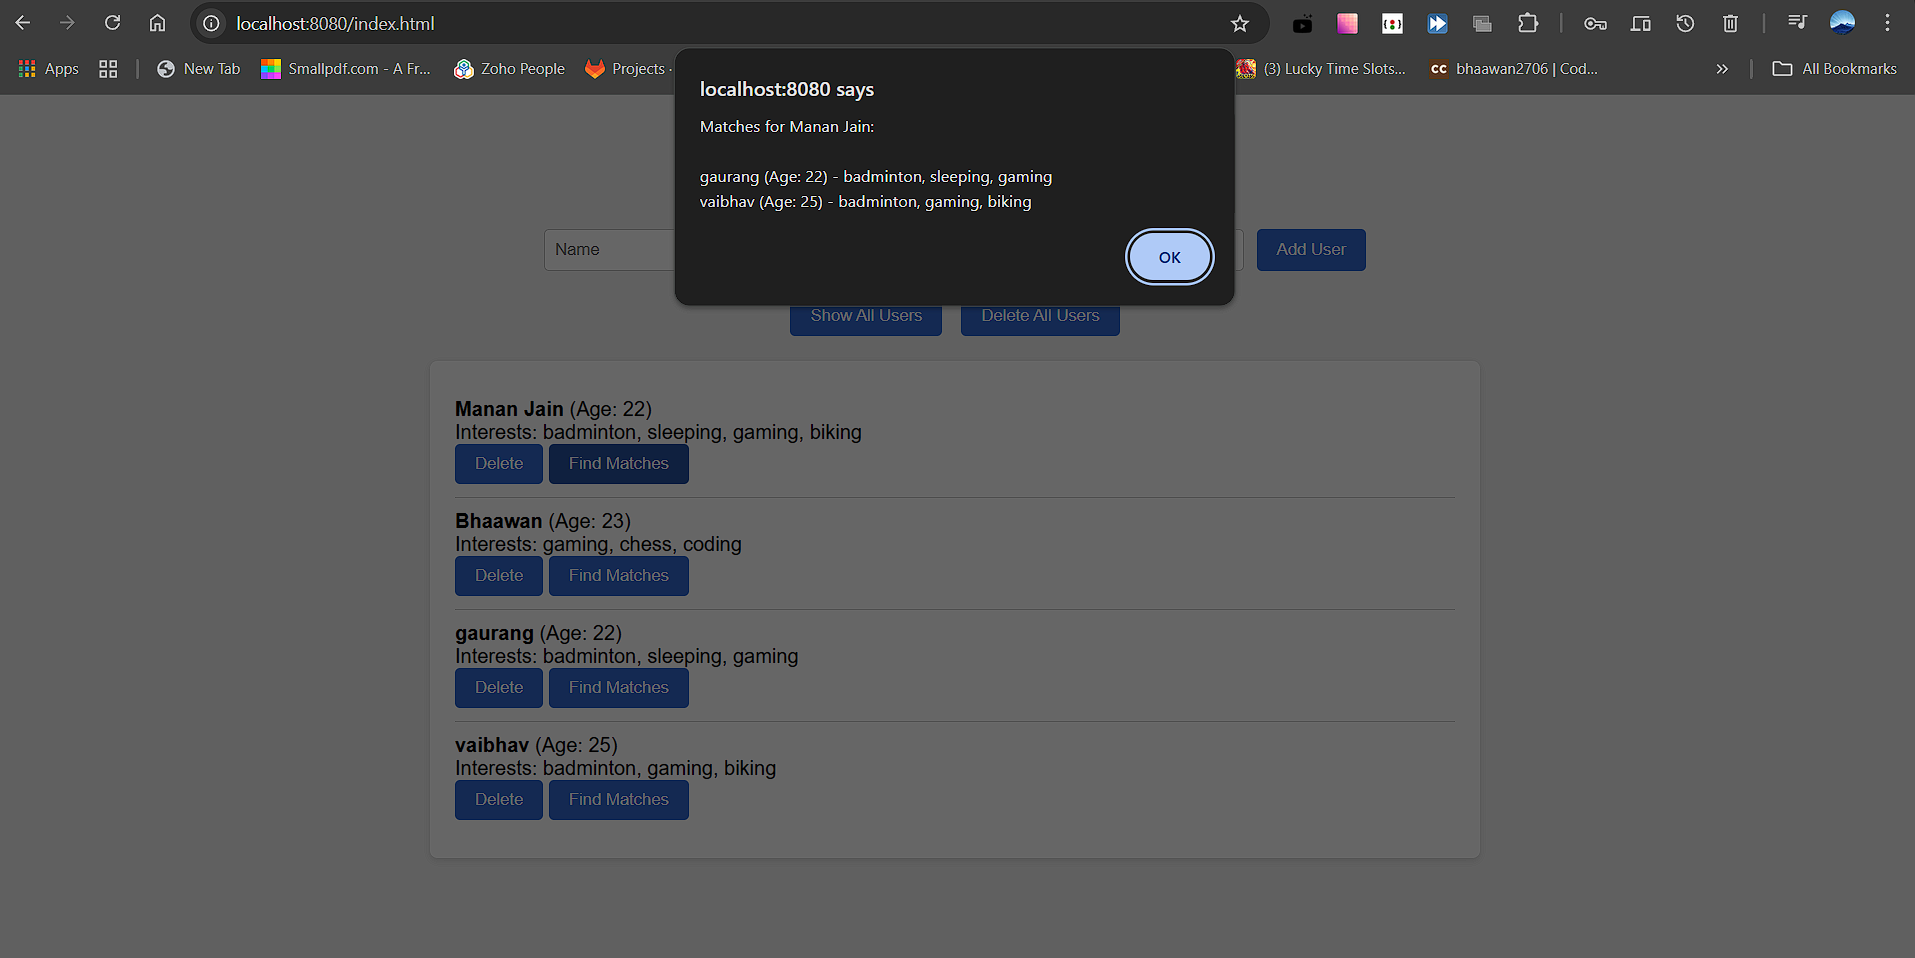 localhost:8080/index.html
Apps New Tab Smallpdf.com - A Fr... Zoho People Projects · (3) Lucky Time Slots... CC bhaawan2706 | Cod... All Bookmarks
localhost:8080 says
Matches for Manan Jain:
gaurang (Age: 22) - badminton, sleeping, gaming
vaibhav (Age: 25) - badminton, gaming, biking
OK
Name Add User
Show All Users Delete All Users
Manan Jain (Age: 22)
Interests: badminton, sleeping, gaming, biking
Delete Find Matches
Bhaawan (Age: 23)
Interests: gaming, chess, coding
Delete Find Matches
gaurang (Age: 22)
Interests: badminton, sleeping, gaming
Delete Find Matches
vaibhav (Age: 25)
Interests: badminton, gaming, biking
Delete Find Matches